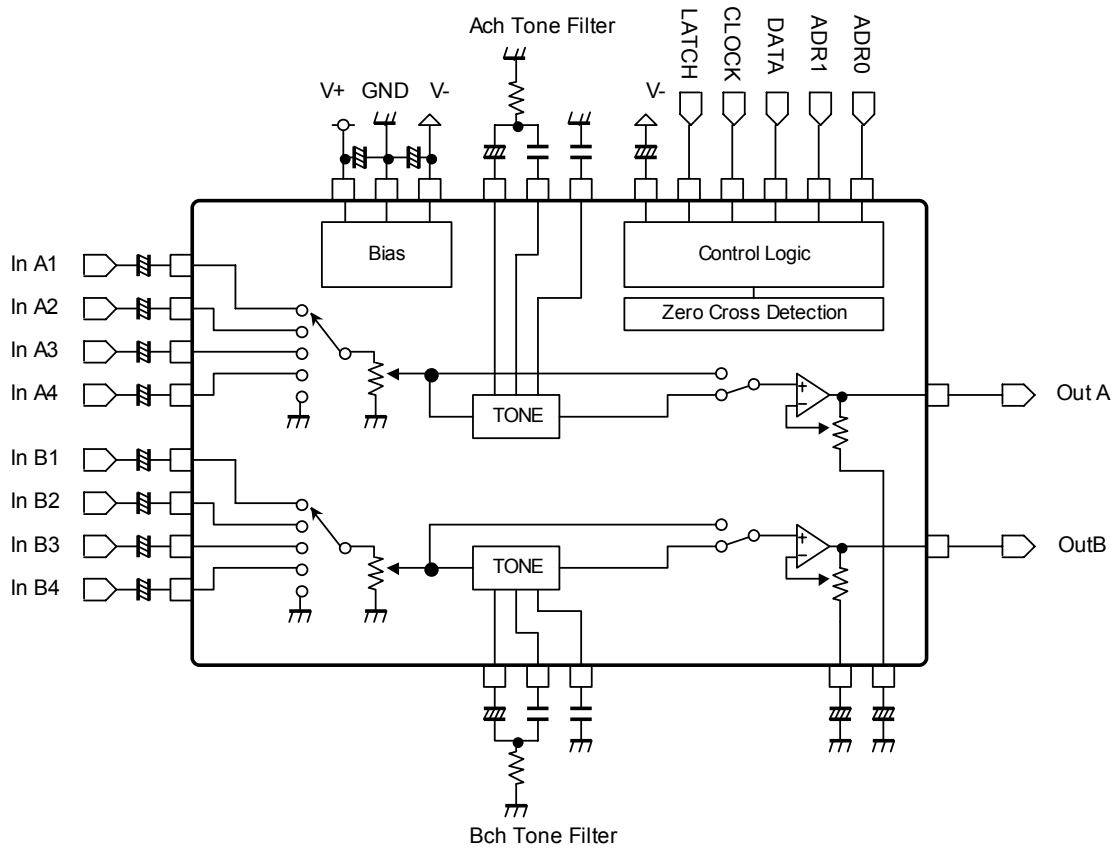 Ach Tone Filter
LATCH
CLOCK
DATA
ADR1
ADR0
V+
GND
V-
V-
Bias
Control Logic
Zero Cross Detection
In A1
In A2
In A3
In A4
TONE
+
-
Out A
In B1
In B2
In B3
In B4
TONE
+
-
OutB
Bch Tone Filter